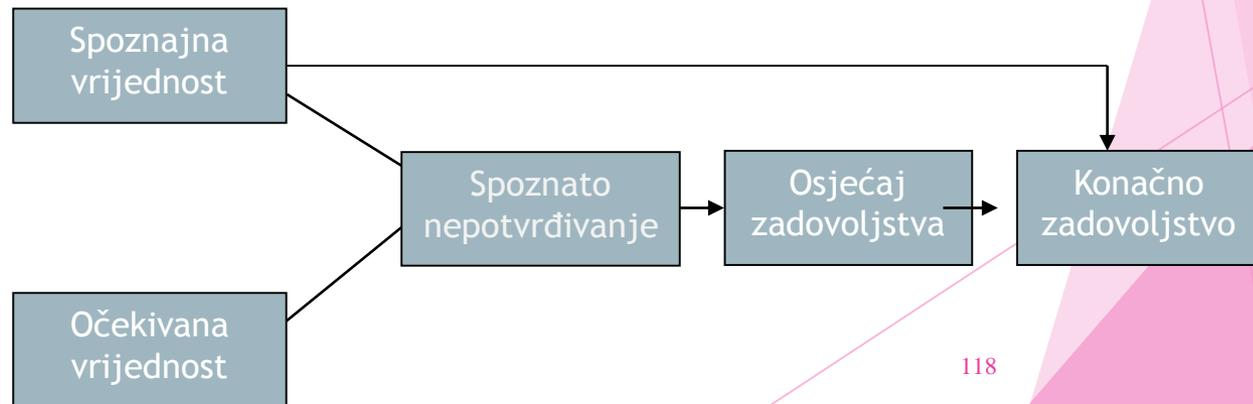 Spoznajna
vrijednost
Spoznato
nepotvrđivanje
Osjećaj
zadovoljstva
Konačno
zadovoljstvo
Očekivana
vrijednost
118